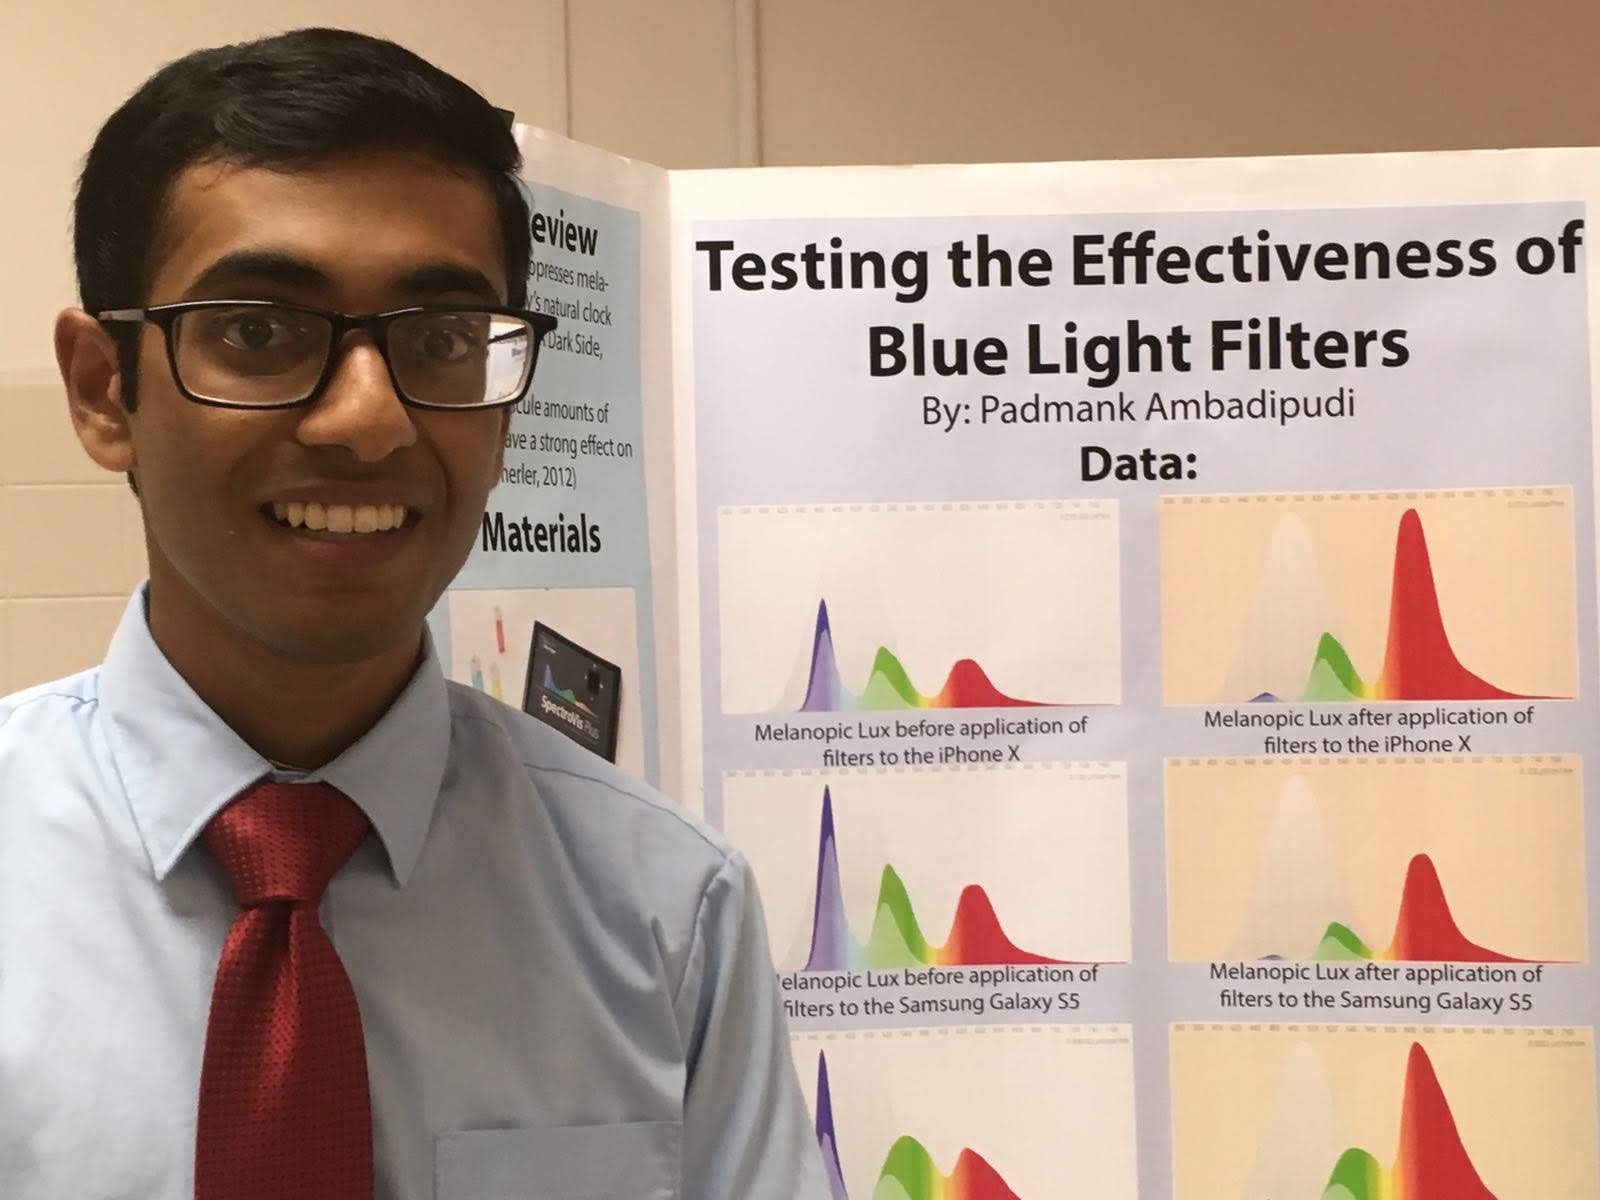 eview
ppresses mela-
y's natural clock
Dark Side,
cule amounts of
ave a strong effect on
herler, 2012)
Materials
SpectroVis Plus
Testing the Effectiveness of
Blue Light Filters
By: Padmank Ambadipudi
Data:
Melanopic Lux before application of
filters to the iPhone X
Melanopic Lux after application of
filters to the iPhone X
elanopic Lux before application of
filters to the Samsung Galaxy S5
Melanopic Lux after application of
filters to the Samsung Galaxy S5